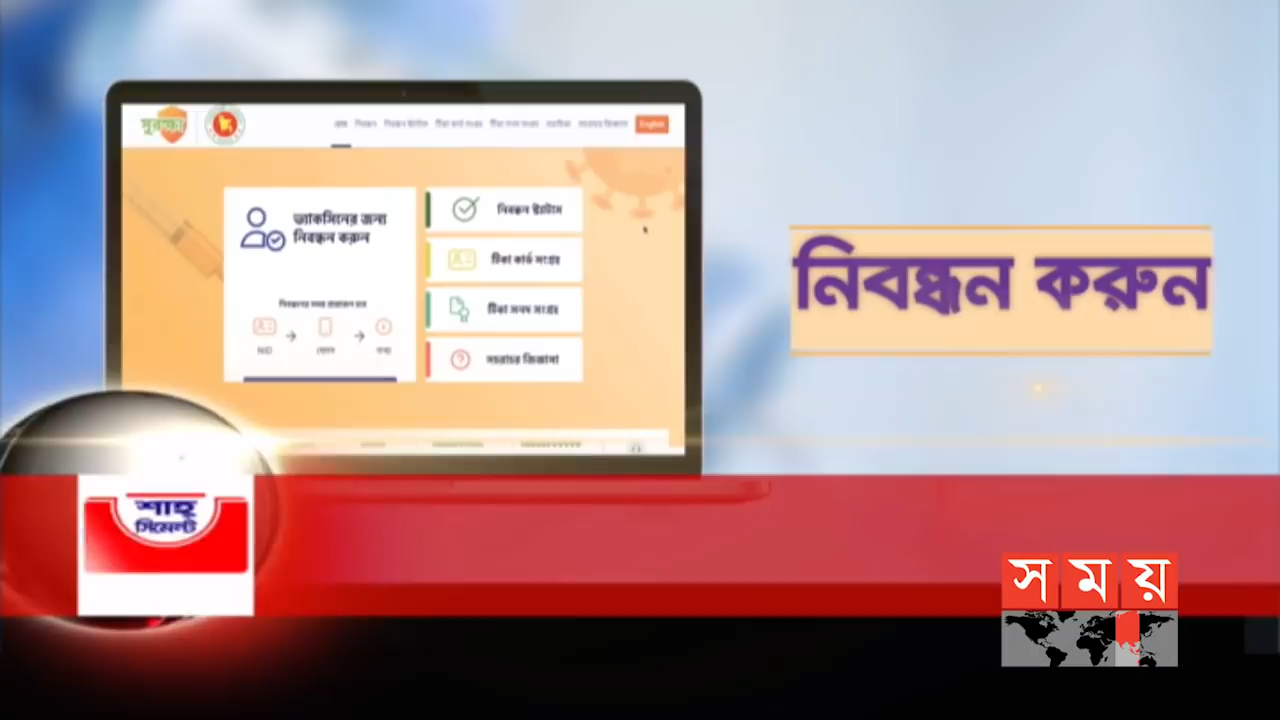 সুরক্ষা
English
ভ্যাকসিনের জন্য
নিবন্ধন করুন
নিবন্ধন স্ট্যাটাস
টিকা কার্ড সংগ্রহ
টিকা সনদ সংগ্রহ
সচরাচর জিজ্ঞাসা
NID
নিবন্ধন করুন
শাহ্
সিমেন্ট
সময়